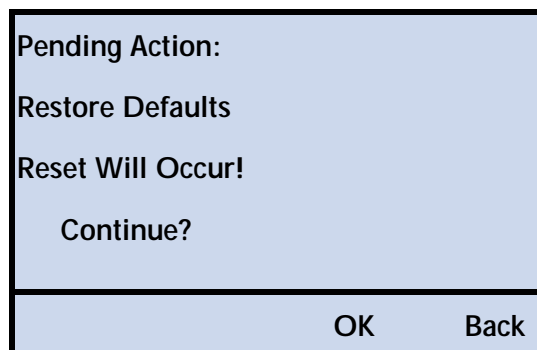 Pending Action:
Restore Defaults
Reset Will Occur!
Continue?
OK Back